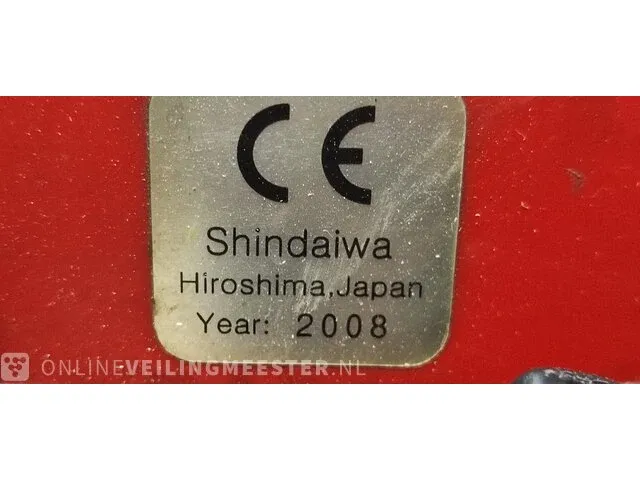 CE
Shindaiwa
Hiroshima,Japan
Year: 2008
ONLINEVEILINGMEESTER.NL